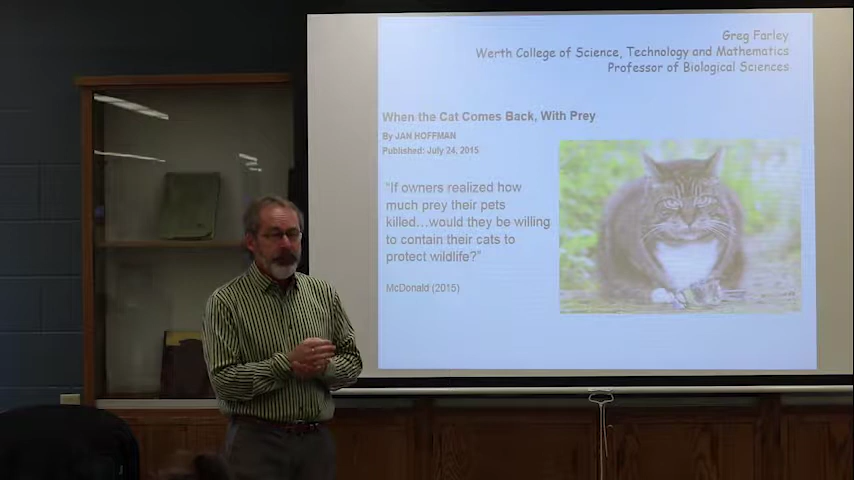 Greg Farley
Werth College of Science, Technology and Mathematics
Professor of Biological Sciences
When the Cat Comes Back, With Prey
By JAN HOFFMAN
Published: July 24, 2015
"If owners realized how
much prey their pets
killed…would they be willing
to contain their cats to
protect wildlife?"
McDonald (2015)